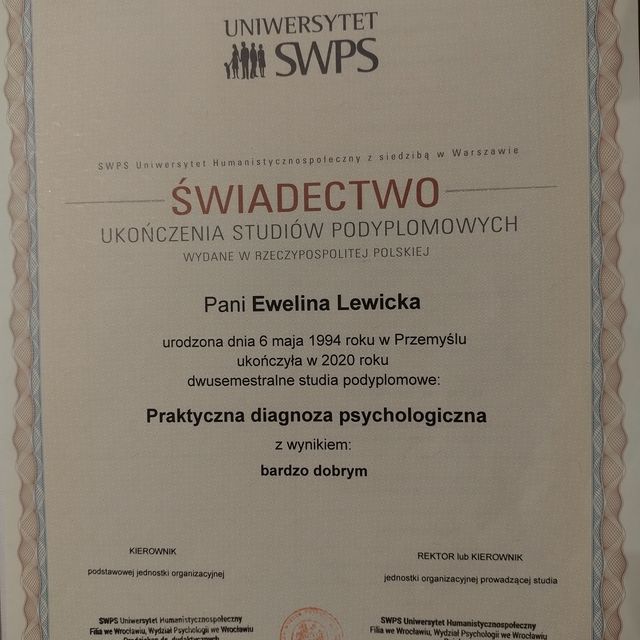 UNIWERSYTET
SWPS
SWPS Uniwersytet Humanistycznospołeczny z siedzibą w Warszawie
ŚWIADECTWO
UKOŃCZENIA STUDIÓW PODYPLOMOWYCH
WYDANE W RZECZYPOSPOLITEJ POLSKIEJ
Pani Ewelina Lewicka
urodzona dnia 6 maja 1994 roku w Przemyślu
ukończyła w 2020 roku
dwusemestralne studia podyplomowe:
Praktyczna diagnoza psychologiczna
z wynikiem:
bardzo dobrym
KIEROWNIK
podstawowej jednostki organizacyjnej
REKTOR lub KIEROWNIK
jednostki organizacyjnej prowadzącej studia
SWPS Uniwersytet Humanistycznospołeczny
Filia we Wrocławiu, Wydział Psychologii we Wrocławiu
SWPS Uniwersytet Humanistycznospołeczny
Filia we Wrocławiu, Wydział Psychologii we Wrocławiu